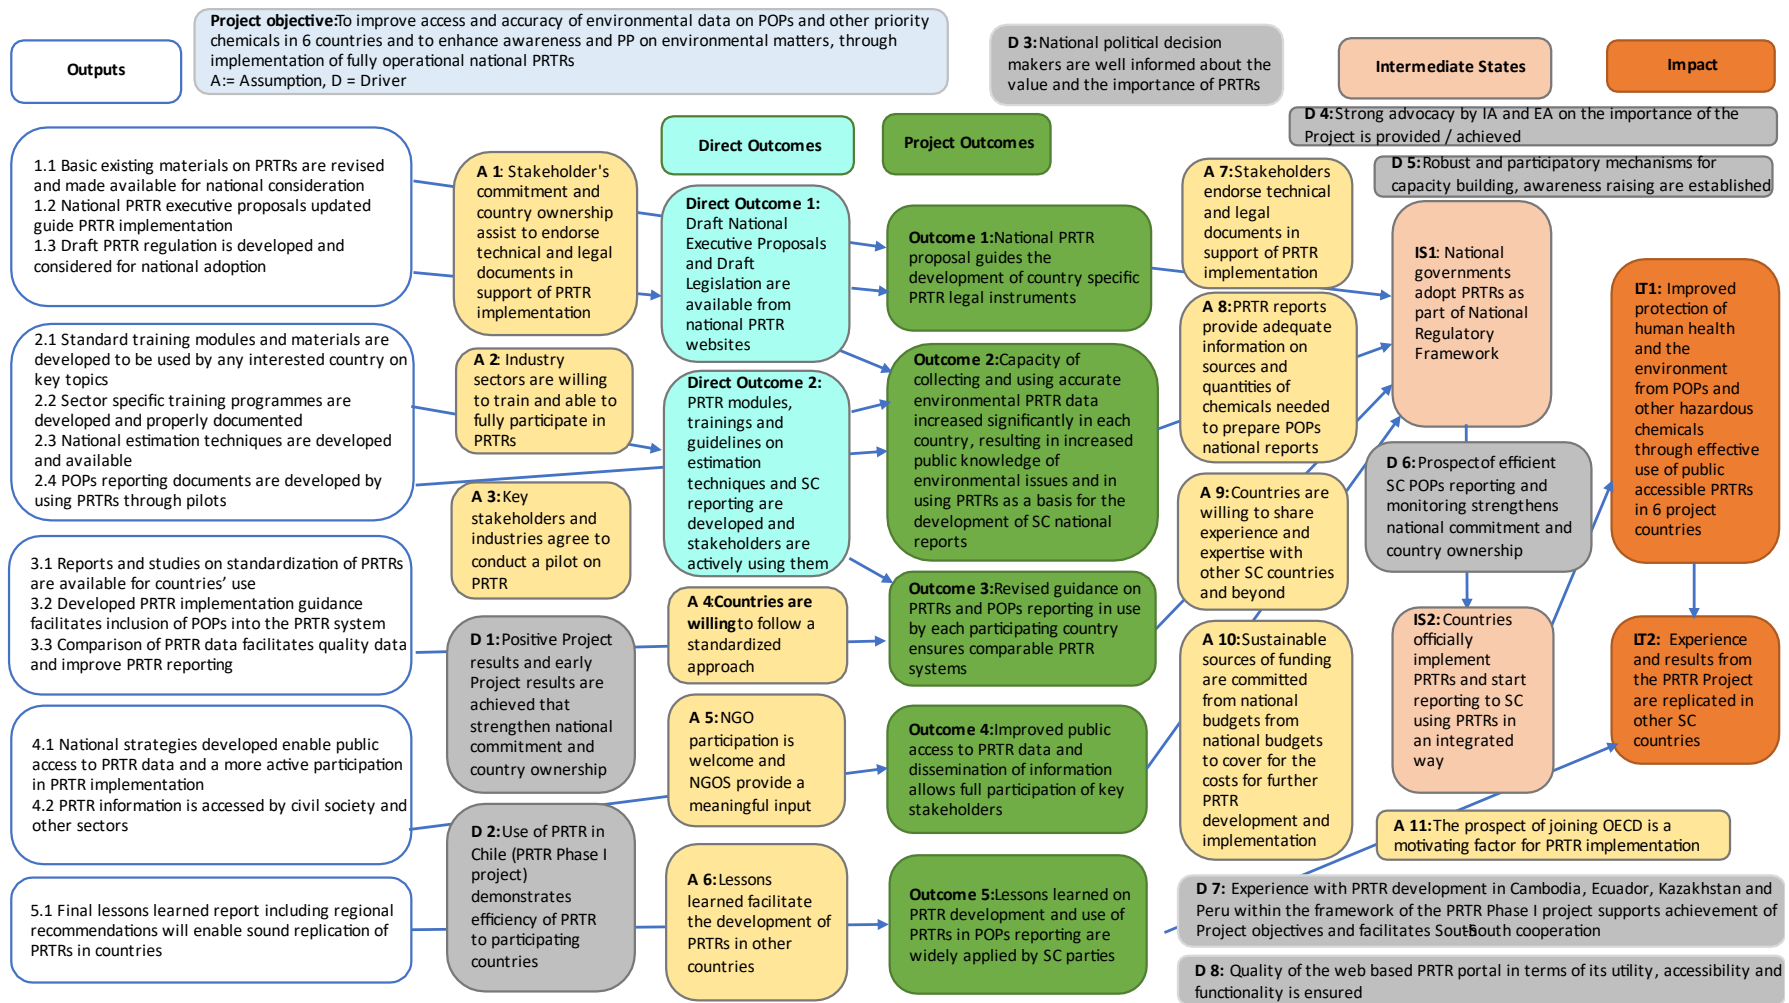 Outputs
Project objective:To improve access and accuracy of environmental data on POPs and other priority
chemicals in 6 countries and to enhance awareness and PP on environmental matters, through
implementation of fully operational national PRTRs
A:= Assumption, D = Driver
D 3:National political decision
makers are well informed about the
value and the importance of PRTRs
Intermediate States
Impact
D 4:Strong advocacy by IA and EA on the importance of the
Project is provided / achieved
D 5:Robust and participatory mechanisms for
capacity building, awareness raising are established
Direct Outcomes
Project Outcomes
1.1 Basic existing materials on PRTRs are revised
and made available for national consideration
1.2 National PRTR executive proposals updated
guide PRTR implementation
1.3 Draft PRTR regulation is developed and
considered for national adoption
2.1 Standard training modules and materials are
developed to be used by any interested country on
key topics
2.2 Sector specific training programmes are
developed and properly documented
2.3 National estimation techniques are developed
and available
2.4 POPs reporting documents are developed by
using PRTRs through pilots
3.1 Reports and studies on standardization of PRTRs
are available for countries’ use
3.2 Developed PRTR implementation guidance
facilitates inclusion of POPs into the PRTR system
3.3 Comparison of PRTR data facilitates quality data
and improve PRTR reporting
4.1 National strategies developed enable public
access to PRTR data and a more active participation
in PRTR implementation
4.2 PRTR information is accessed by civil society and
other sectors
5.1 Final lessons learned report including regional
recommendations will enable sound replication of
PRTRs in countries
A 1: Stakeholder's
commitment and
country ownership
assist to endorse
technical and legal
documents in
support of PRTR
implementation
A 2: Industry
sectors are willing
to train and able to
fully participate in
PRTRs
A 3:Key
stakeholders and
industries agree to
conduct a pilot on
PRTR
D 1:Positive Project
results and early
Project results are
achieved that
strengthen national
commitment and
country ownership
D 2:Use of PRTR in
Chile (PRTR Phase I
project)
demonstrates
efficiency of PRTR
to participating
countries
Direct Outcome 1:
Draft National
Executive Proposals
and Draft
Legislation are
available from
national PRTR
websites
Direct Outcome 2:
PRTR modules,
trainings and
guidelines on
estimation
techniques and SC
reporting are
developed and
stakeholders are
actively using them
A 4:Countries are
willing to follow a
standardized
approach
A 5:NGO
participation is
welcome and
NGOS provide a
meaningful input
A 6: Lessons
learned facilitate
the development of
PRTRs in other
countries
Outcome 1:National PRTR
proposal guides the
development of country specific
PRTR legal instruments
Outcome 2:Capacity of
collecting and using accurate
environmental PRTR data
increased significantly in each
country, resulting in increased
public knowledge of
environmental issues and in
using PRTRs as a basis for the
development of SC national
reports
Outcome 3:Revised guidance on
PRTRs and POPs reporting in use
by each participating country
ensures comparable PRTR
systems
Outcome 4:Improved public
access to PRTR data and
dissemination of information
allows full participation of key
stakeholders
Outcome 5:Lessons learned on
PRTR development and use of
PRTRs in POPs reporting are
widely applied by SC parties
A 7:Stakeholders
endorse technical
and legal
documents in
support of PRTR
implementation
A 8:PRTR reports
provide adequate
information on
sources and
quantities of
chemicals needed
to prepare POPs
national reports
A 9:Countries are
willing to share
experience and
expertise with
other SC countries
and beyond
A 10:Sustainable
sources of funding
are committed
from national
budgets from
national budgets
to cover for the
costs for further
PRTR
development and
implementation
IS1: National
governments
adopt PRTRs as
part of National
Regulatory
Framework
D 6:Prospectof efficient
SC POPs reporting and
monitoring strengthens
national commitment and
country ownership
IS2:Countries
officially
implement
PRTRs and start
reporting to SC
using PRTRs in
an integrated
way
LT1: Improved
protection of
human health
and the
environment
from POPs and
other hazardous
chemicals
through effective
use of public
accessible PRTRs
in 6 project
countries
LT2: Experience
and results from
the PRTR Project
are replicated in
other SC
countries
A 11:The prospect of joining OECD is a
motivating factor for PRTR implementation
D 7: Experience with PRTR development in Cambodia, Ecuador, Kazakhstan and
Peru within the framework of the PRTR Phase I project supports achievement of
Project objectives and facilitates South-South cooperation
D 8: Quality of the web based PRTR portal in terms of its utility, accessibility and
functionality is ensured